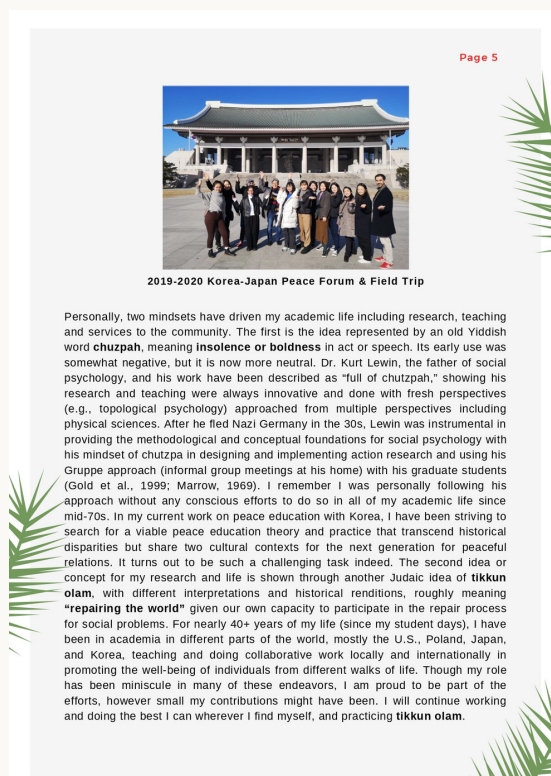 Page 5
2019-2020 Korea-Japan Peace Forum & Field Trip
Personally, two mindsets have driven my academic life including research, teaching
and services to the community. The first is the idea represented by an old Yiddish
word chuzpah, meaning insolence or boldness in act or speech. Its early use was
somewhat negative, but it is now more neutral. Dr. Kurt Lewin, the father of social
psychology, and his work have been described as “full of chutzpah,” showing his
research and teaching were always innovative and done with fresh perspectives
(e.g., topological psychology) approached from multiple perspectives including
physical sciences. After he fled Nazi Germany in the 30s, Lewin was instrumental in
providing the methodological and conceptual foundations for social psychology with
his mindset of chutzpa in designing and implementing action research and using his
Gruppe approach (informal group meetings at his home) with his graduate students
(Gold et al., 1999; Marrow, 1969). I remember I was personally following his
approach without any conscious efforts to do so in all of my academic life since
mid-70s. In my current work on peace education with Korea, I have been striving to
search for a viable peace education theory and practice that transcend historical
disparities but share two cultural contexts for the next generation for peaceful
relations. It turns out to be such a challenging task indeed. The second idea or
concept for my research and life is shown through another Judaic idea of tikkun
olam, with different interpretations and historical renditions, roughly meaning
“repairing the world” given our own capacity to participate in the repair process
for social problems. For nearly 40+ years of my life (since my student days), I have
been in academia in different parts of the world, mostly the U.S., Poland, Japan,
and Korea, teaching and doing collaborative work locally and internationally in
promoting the well-being of individuals from different walks of life. Though my role
has been miniscule in many of these endeavors, I am proud to be part of the
efforts, however small my contributions might have been. I will continue working
and doing the best I can wherever I find myself, and practicing tikkun olam.